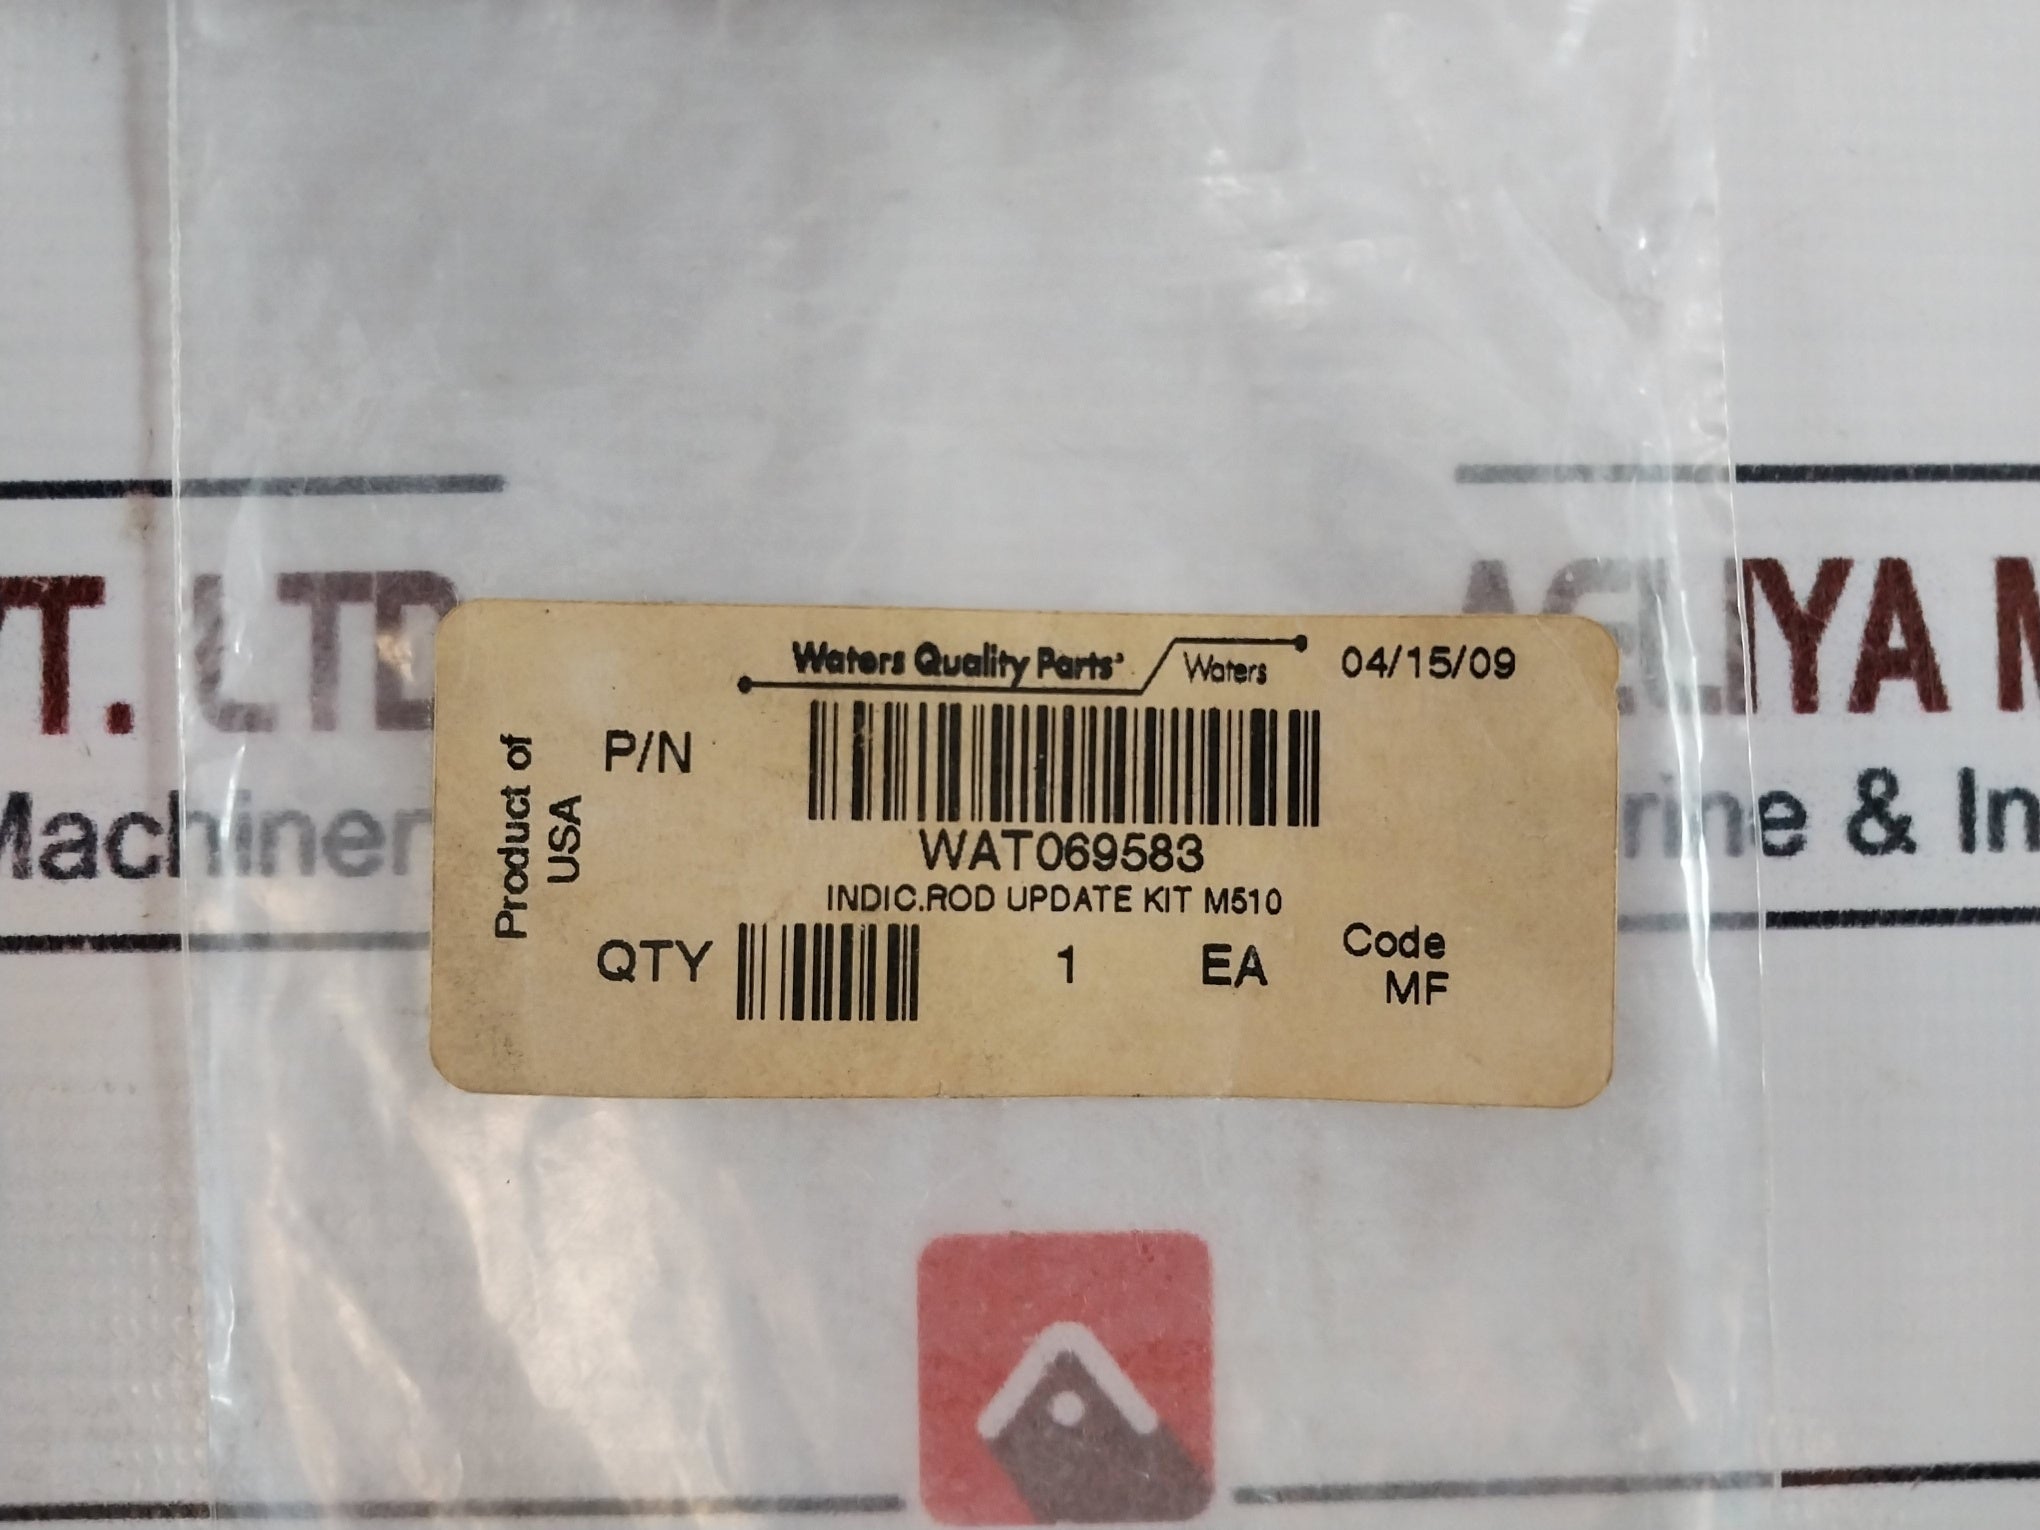 T. LTD
AELIYA M
Machiner
rine & In
Waters Quality Parts
Waters
04/15/09
Product of
USA
P/N
WAT069583
INDIC.ROD UPDATE KIT M510
QTY
1
EA
Code
MF